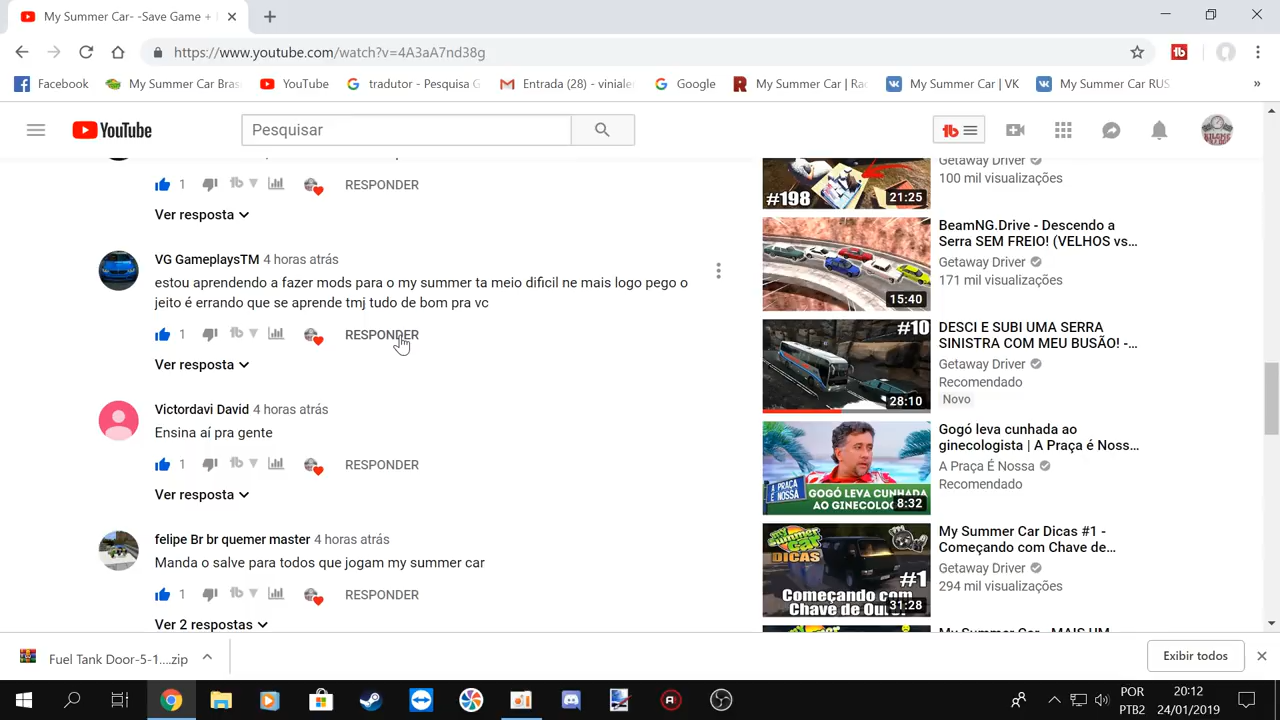 My Summer Car- -Save Game +
https://www.youtube.com/watch?v=4A3aA7nd38g
Facebook
My Summer Car Bras
YouTube
tradutor - Pesquisa G
Entrada (28) - viniale
Google
My Summer Car | Rac
My Summer Car | VK
My Summer Car RUS
»
YouTube
Pesquisar
1 RESPONDER
Ver resposta
VG GameplaysTM 4 horas atrás
estou aprendendo a fazer mods para o my summer ta meio dificil ne mais logo pego o
jeito é errando que se aprende tmj tudo de bom pra vc
1 RESPONDER
Ver resposta
Victordavi David 4 horas atrás
Ensina aí pra gente
1 RESPONDER
Ver resposta
felipe Br br quemer master 4 horas atrás
Manda o salve para todos que jogam my summer car
1 RESPONDER
Ver 2 respostas
#198
21:25
Getaway Driver
100 mil visualizações
15:40
BeamNG.Drive - Descendo a
Serra SEM FREIO! (VELHOS vs...
Getaway Driver
171 mil visualizações
#10
28:10
DESCI E SUBI UMA SERRA
SINISTRA COM MEU BUSÃO! -...
Getaway Driver
Recomendado
Novo
A PRAÇA
É NOSSA
GOGÓ LEVA CUNHADA
AO GINECOLO
8:32
Gogó leva cunhada ao
ginecologista | A Praça é Noss...
A Praça É Nossa
Recomendado
my summer car
DICAS
#1
Começando com
Chave de Ouro!
31:28
My Summer Car Dicas #1 -
Começando com Chave de...
Getaway Driver
294 mil visualizações
Fuel Tank Door-5-1....zip
Exibir todos
POR
PTB2
20:12
24/01/2019